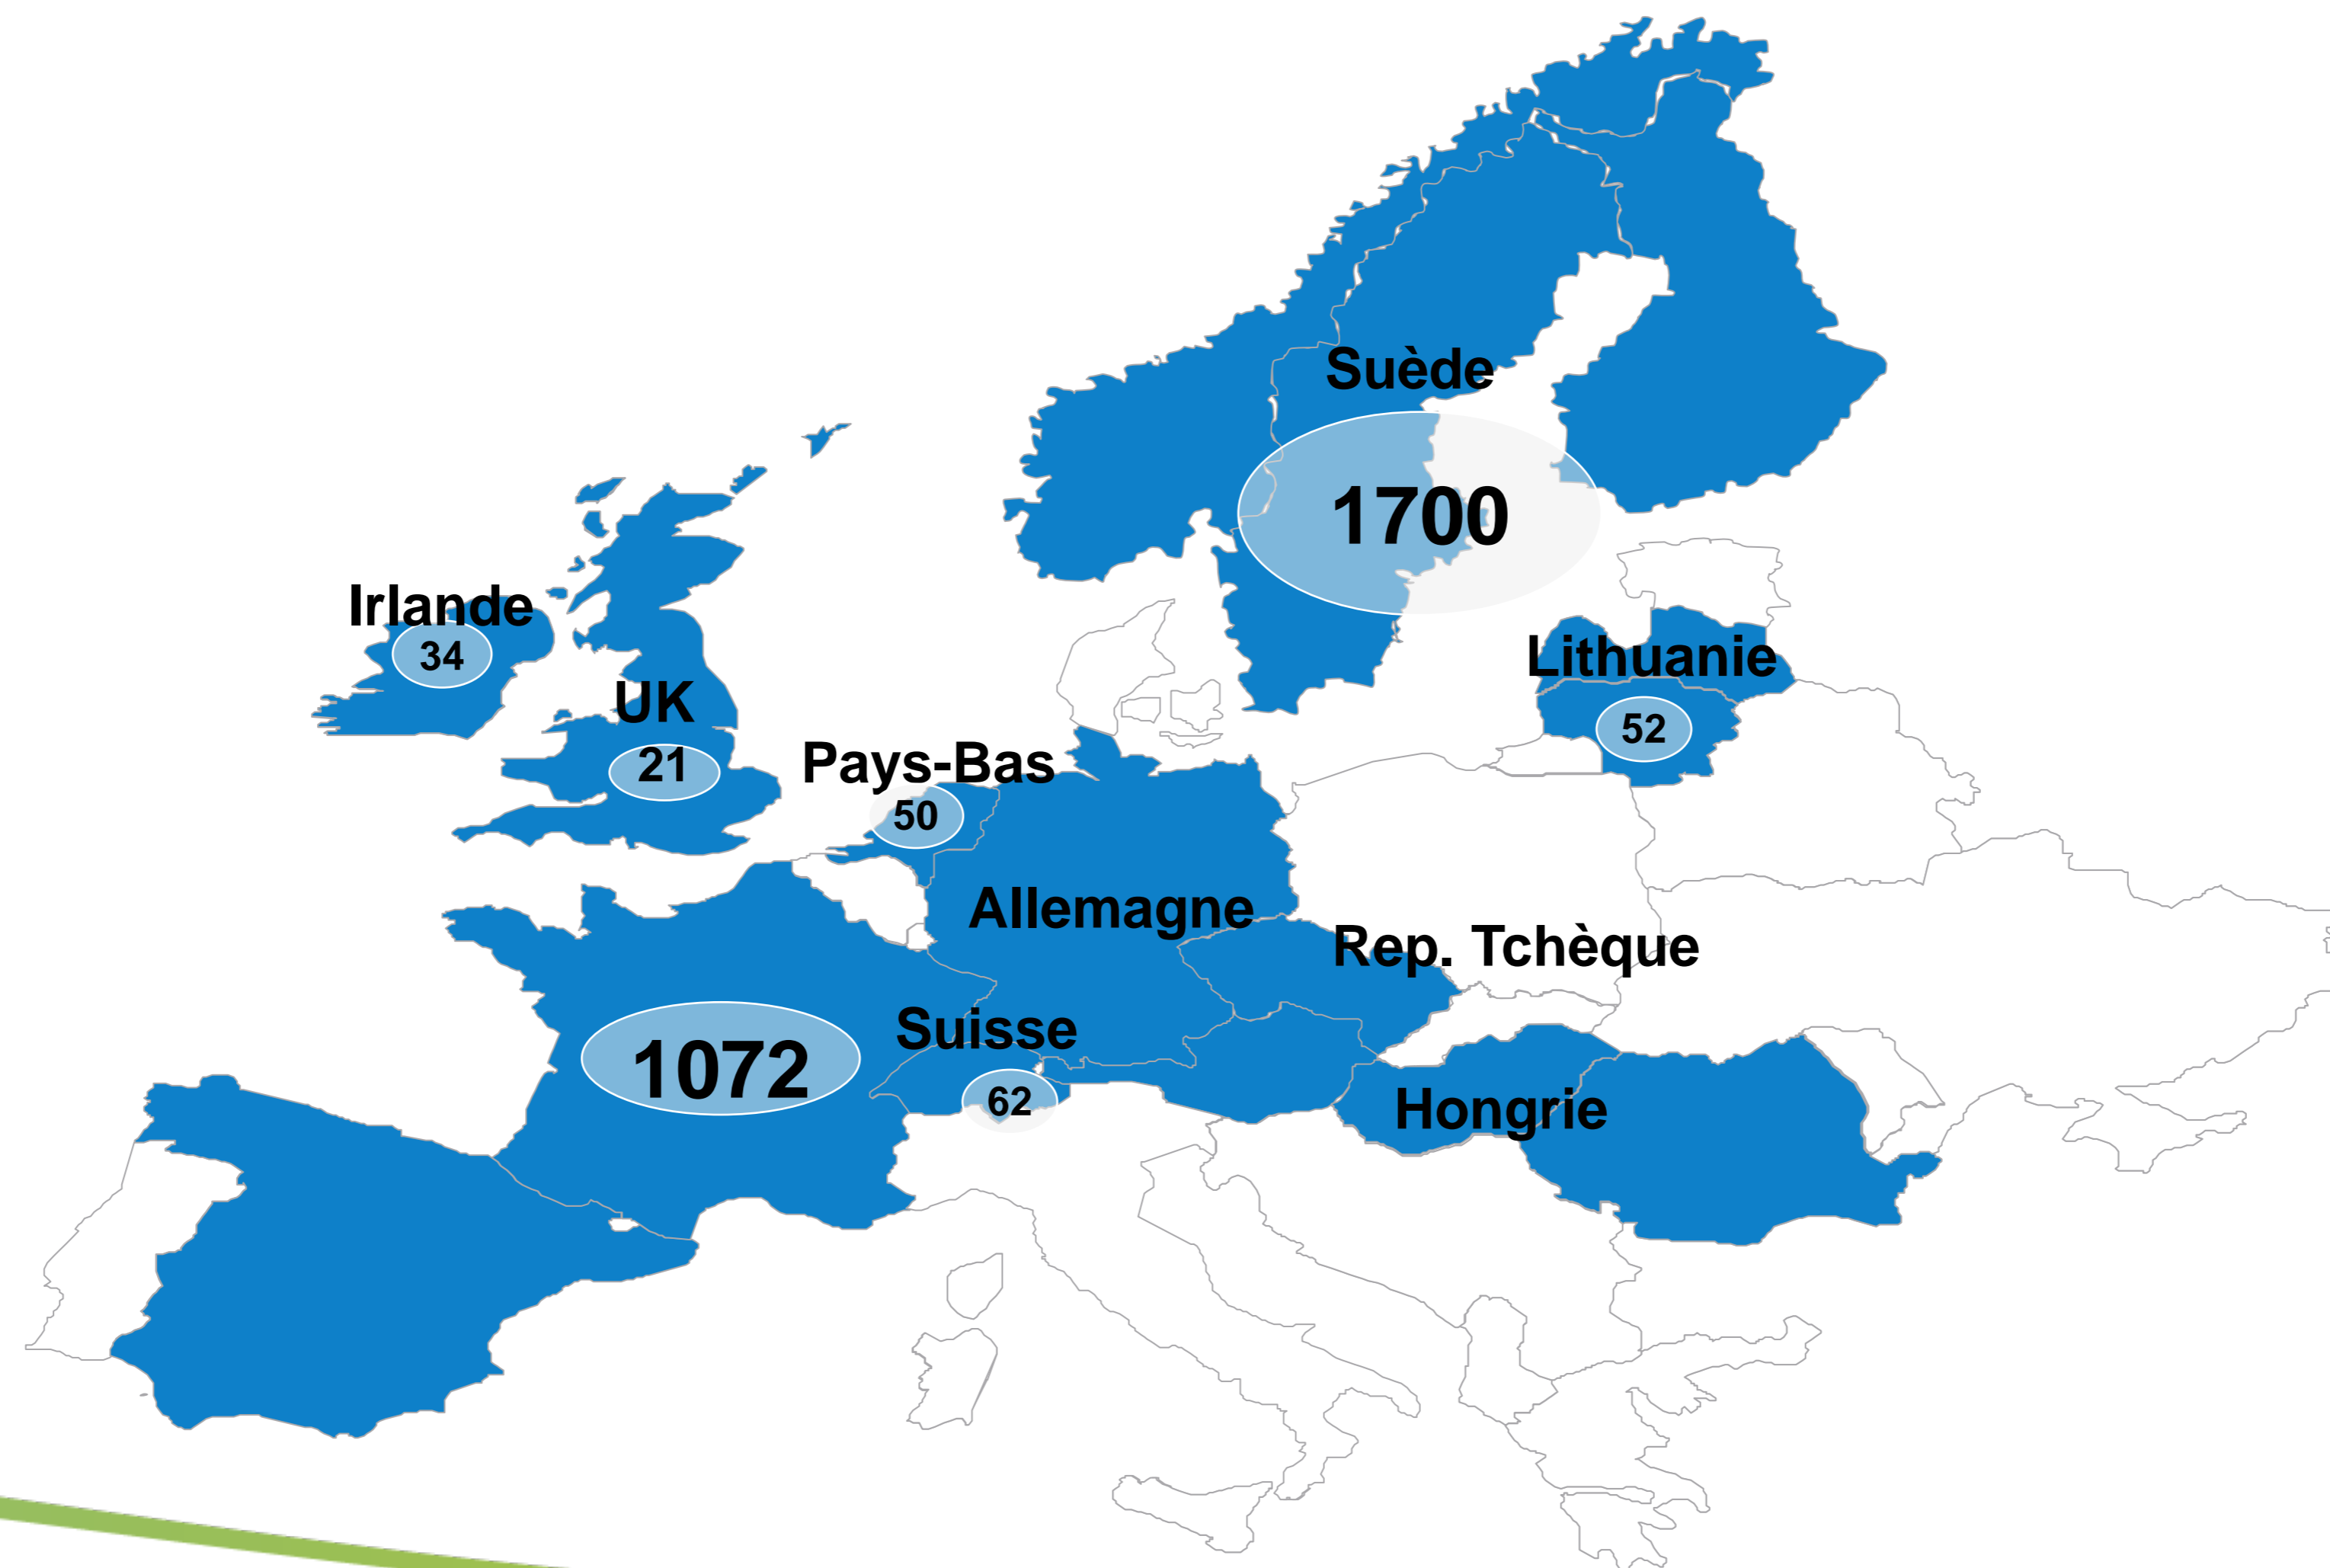 Suède
1700
Irlande
34
Lithuanie
52
UK
21
Pays-Bas
50
Allemagne
Rep. Tchèque
Suisse
62
1072
Hongrie